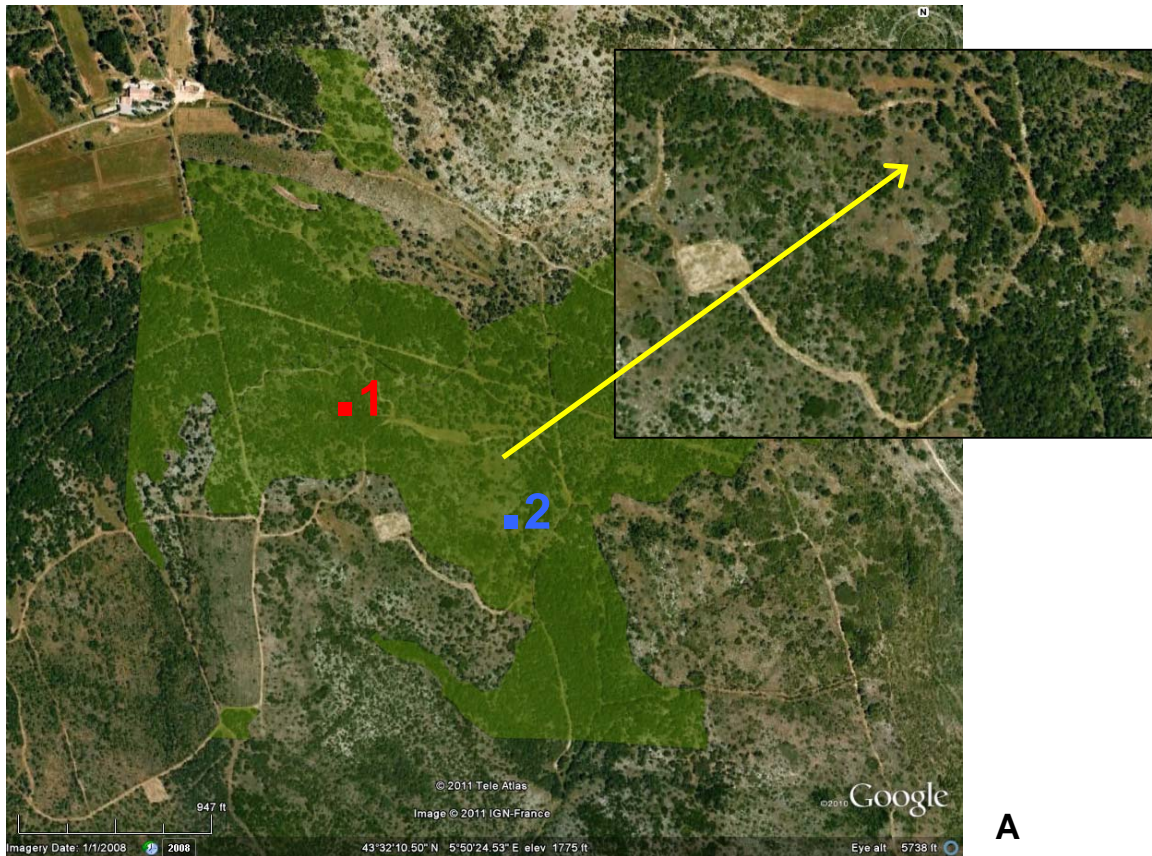 N
1
2
© 2011 Tele Atlas
Image © 2011 IGN-France
©2010 Google
947 ft
Imagery Date: 1/1/2008 2008 43°32'10.50" N 5°50'24.53" E elev 1775 ft Eye alt 5738 ft
A